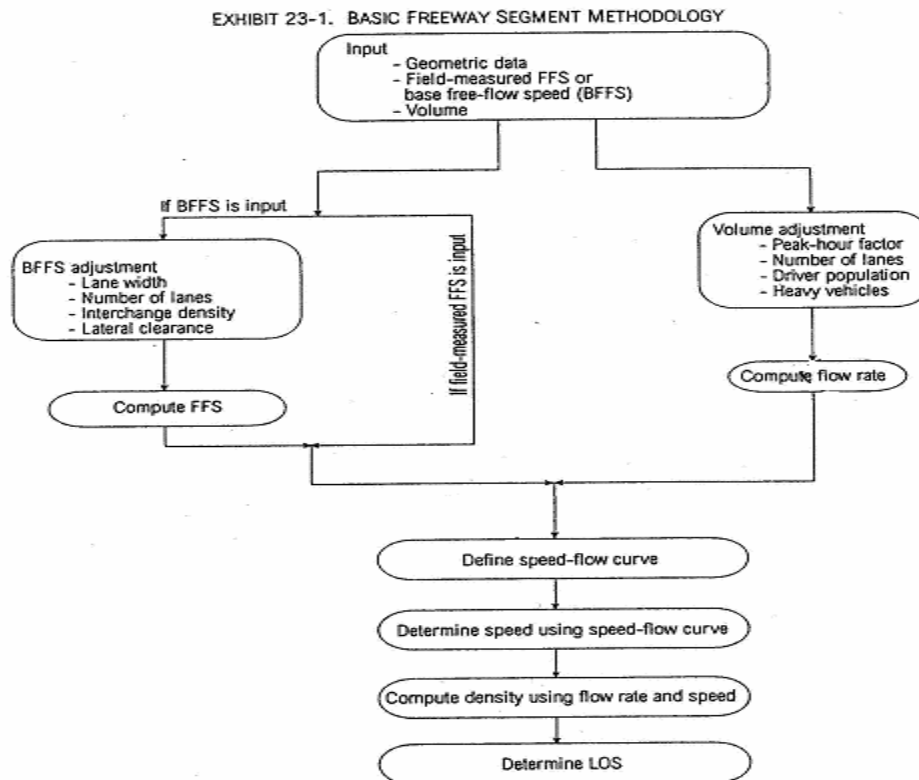 EXHIBIT 23-1. BASIC FREEWAY SEGMENT METHODOLOGY
Input
- Geometric data
- Field-measured FFS or
base free-flow speed (BFFS)
- Volume
If BFFS is input
BFFS adjustment
- Lane width
- Number of lanes
- Interchange density
- Lateral clearance
If field-measured FFS is input
Volume adjustment
- Peak-hour factor
- Number of lanes
- Driver population
- Heavy vehicles
Compute FFS
Compute flow rate
Define speed-flow curve
Determine speed using speed-flow curve
Compute density using flow rate and speed
Determine LOS